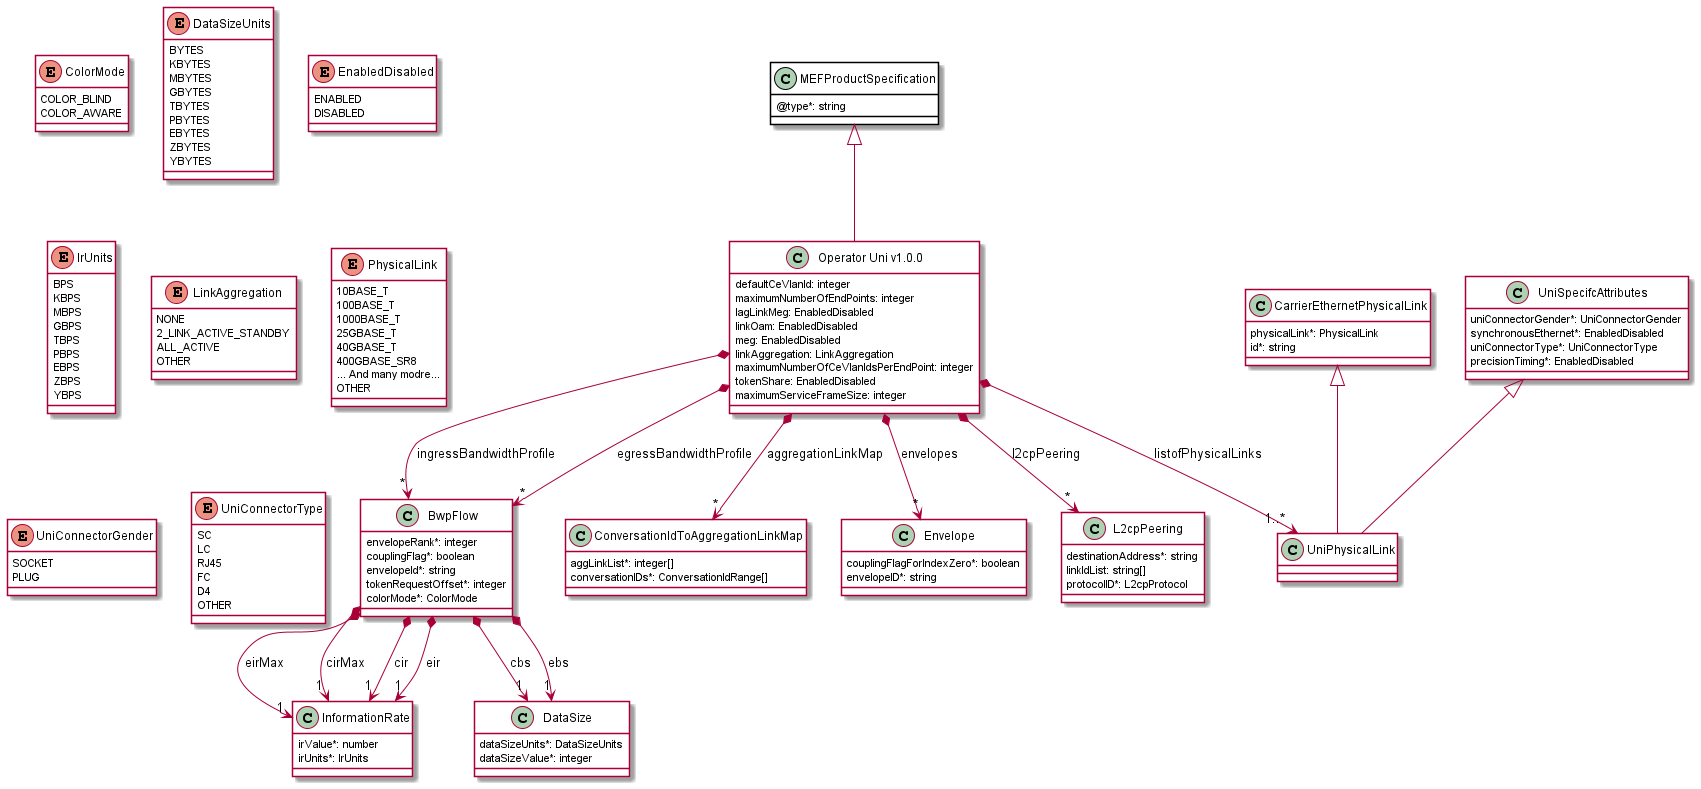 E ColorMode
COLOR_BLIND
COLOR_AWARE
E DataSizeUnits
BYTES
KBYTES
MBYTES
GBYTES
TBYTES
PBYTES
EBYTES
ZBYTES
YBYTES
E EnabledDisabled
ENABLED
DISABLED
C MEFProductSpecification
@type*: string
E IrUnits
BPS
KBPS
MBPS
GBPS
TBPS
PBPS
EBPS
ZBPS
YBPS
E LinkAggregation
NONE
2_LINK_ACTIVE_STANDBY
ALL_ACTIVE
OTHER
E PhysicalLink
10BASE_T
100BASE_T
1000BASE_T
25GBASE_T
40GBASE_T
400GBASE_SR8
... And many modre...
OTHER
C Operator Uni v1.0.0
defaultCeVlanId: integer
maximumNumberOfEndPoints: integer
lagLinkMeg: EnabledDisabled
linkOam: EnabledDisabled
meg: EnabledDisabled
linkAggregation: LinkAggregation
maximumNumberOfCeVlanIdsPerEndPoint: integer
tokenShare: EnabledDisabled
maximumServiceFrameSize: integer
C CarrierEthernetPhysicalLink
physicalLink*: PhysicalLink
id*: string
C UniSpecifcAttributes
uniConnectorGender*: UniConnectorGender
synchronousEthernet*: EnabledDisabled
uniConnectorType*: UniConnectorType
precisionTiming*: EnabledDisabled
ingressBandwidthProfile
*
egressBandwidthProfile
*
aggregationLinkMap
*
envelopes
*
l2cpPeering
*
listofPhysicalLinks
1..*
E UniConnectorGender
SOCKET
PLUG
E UniConnectorType
SC
LC
RJ45
FC
D4
OTHER
C BwpFlow
envelopeRank*: integer
couplingFlag*: boolean
envelopeId*: string
tokenRequestOffset*: integer
colorMode*: ColorMode
C ConversationIdToAggregationLinkMap
aggLinkList*: integer[]
conversationIDs*: ConversationIdRange[]
C Envelope
couplingFlagForIndexZero*: boolean
envelopeID*: string
C L2cpPeering
destinationAddress*: string
linkIdList: string[]
protocolID*: L2cpProtocol
C UniPhysicalLink
eirMax
1
cirMax
1
cir
1
eir
1
cbs
1
ebs
1
C InformationRate
irValue*: number
irUnits*: IrUnits
C DataSize
dataSizeUnits*: DataSizeUnits
dataSizeValue*: integer